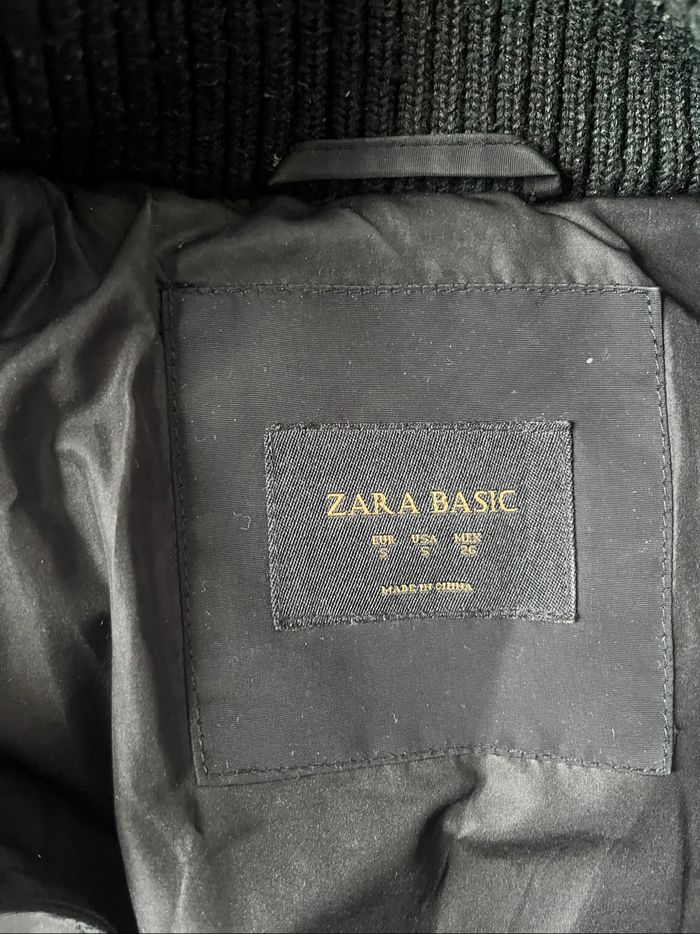 ZARA BASIC
EUR USA MEX
S S 26
MADE IN CHINA